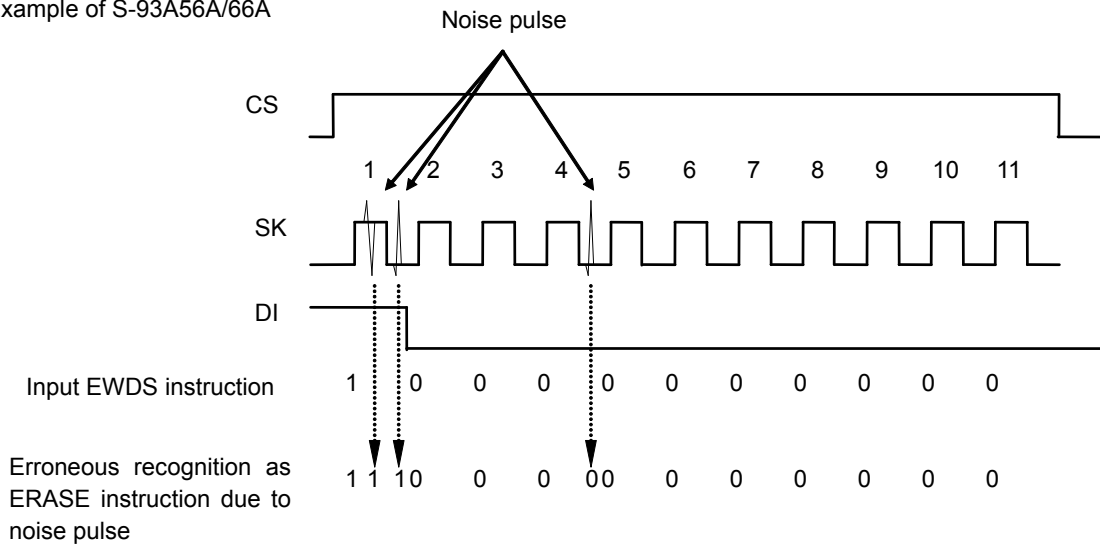 xample of S-93A56A/66A
Noise pulse
CS
1 2 3 4 5 6 7 8 9 10 11
SK
DI
Input EWDS instruction 1 0 0 0 0 0 0 0 0 0 0
Erroneous recognition as
ERASE instruction due to
noise pulse
1 1 1 0 0 0 0 0 0 0 0 0 0 0